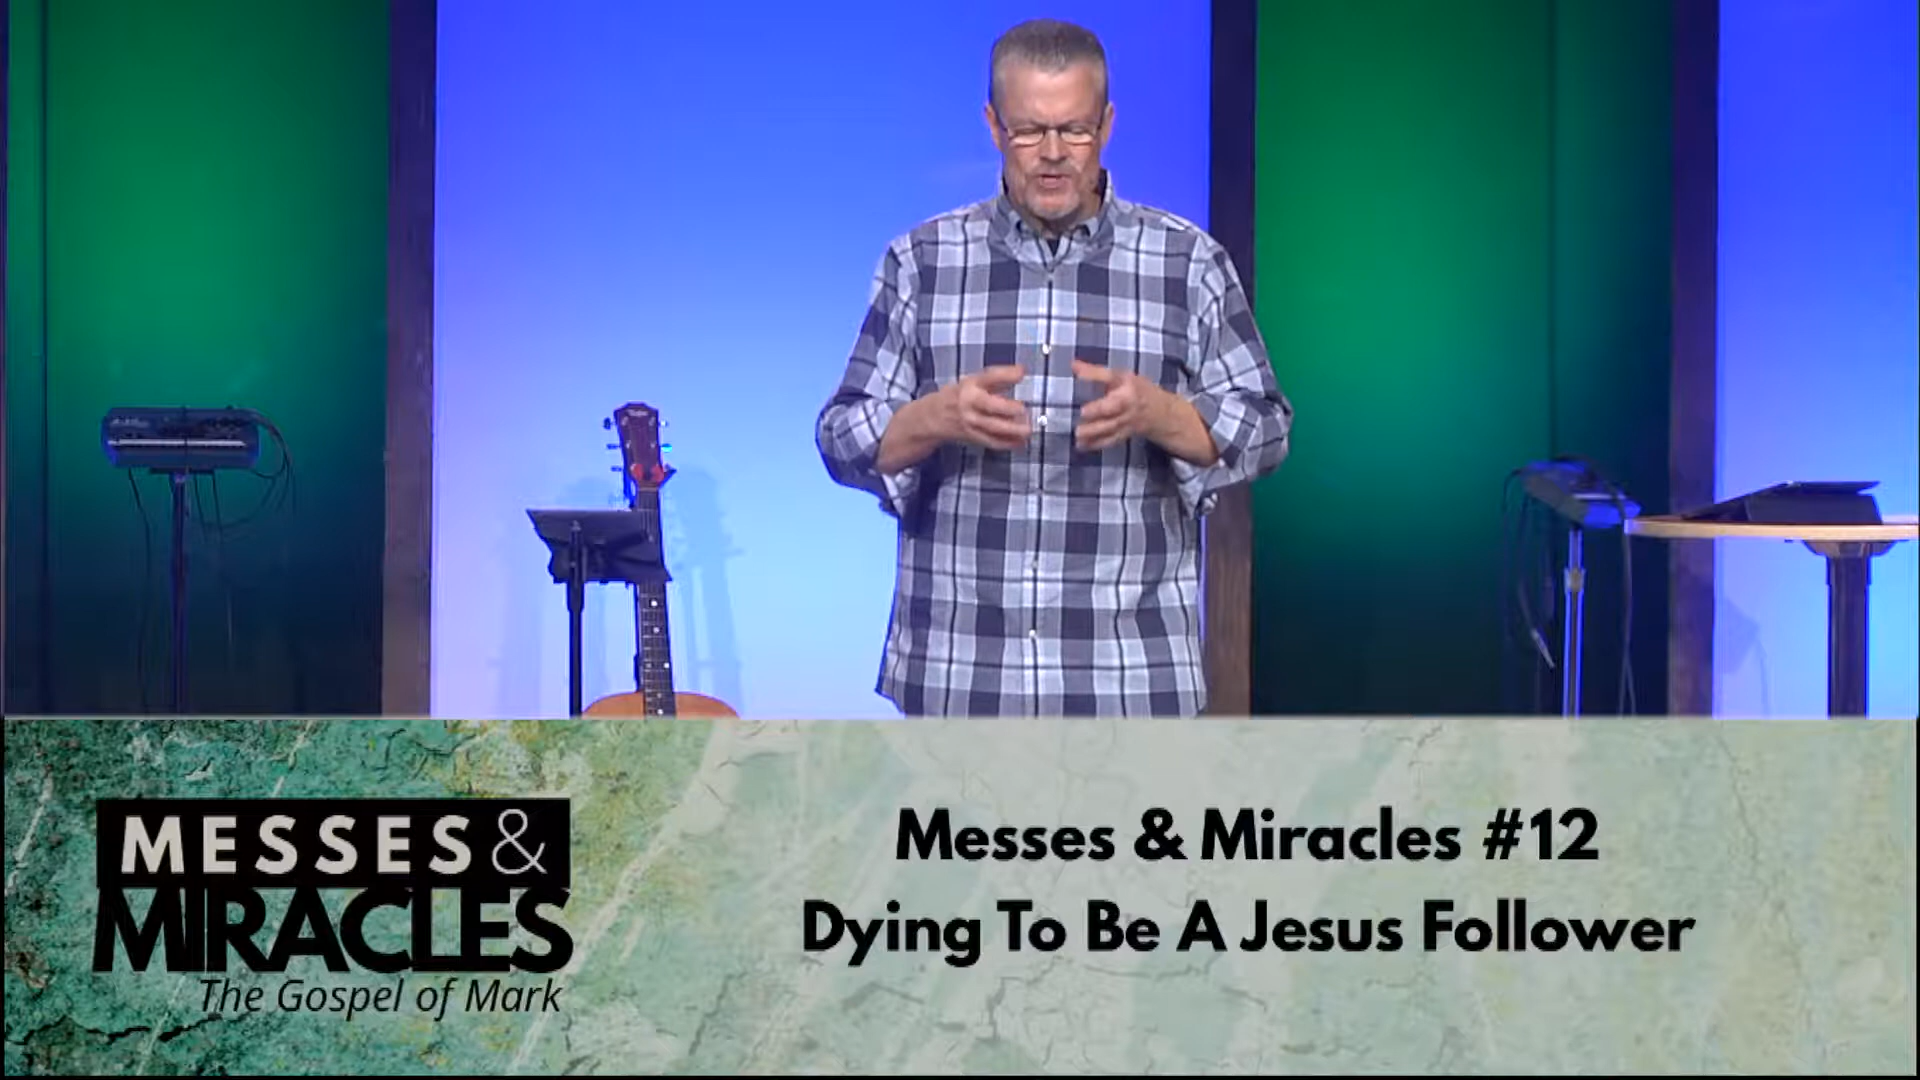 MESSES &
MIRACLES
The Gospel of Mark
Messes & Miracles #12
Dying To Be A Jesus Follower